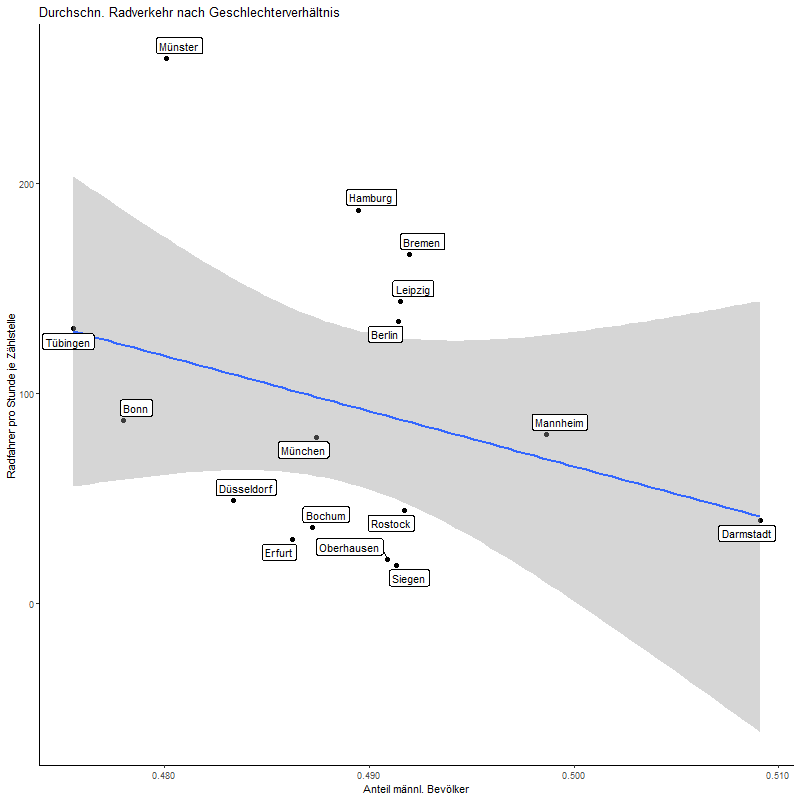 Durchschn. Radverkehr nach Geschlechterverhältnis
Radfahrer pro Stunde je Zählstelle
200
100
0
Münster
Hamburg
Bremen
Leipzig
Berlin
Tübingen
Bonn
Mannheim
München
Düsseldorf
Bochum
Rostock
Darmstadt
Oberhausen
Erfurt
Siegen
0.480
0.490
0.500
0.510
Anteil männl. Bevölker